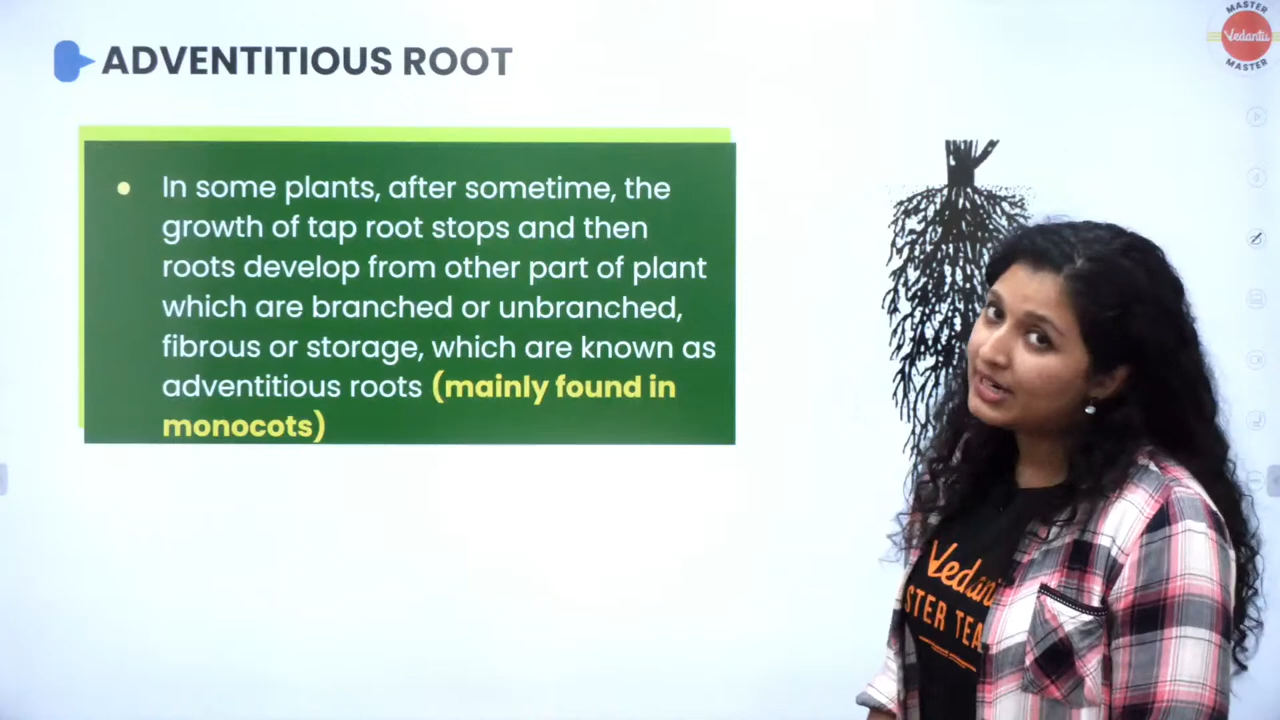 MASTER
Vedantu
MASTER
ADVENTITIOUS ROOT
In some plants, after sometime, the
growth of tap root stops and then
roots develop from other part of plant
which are branched or unbranched,
fibrous or storage, which are known as
adventitious roots (mainly found in
monocots)
Vedan
STER TEA